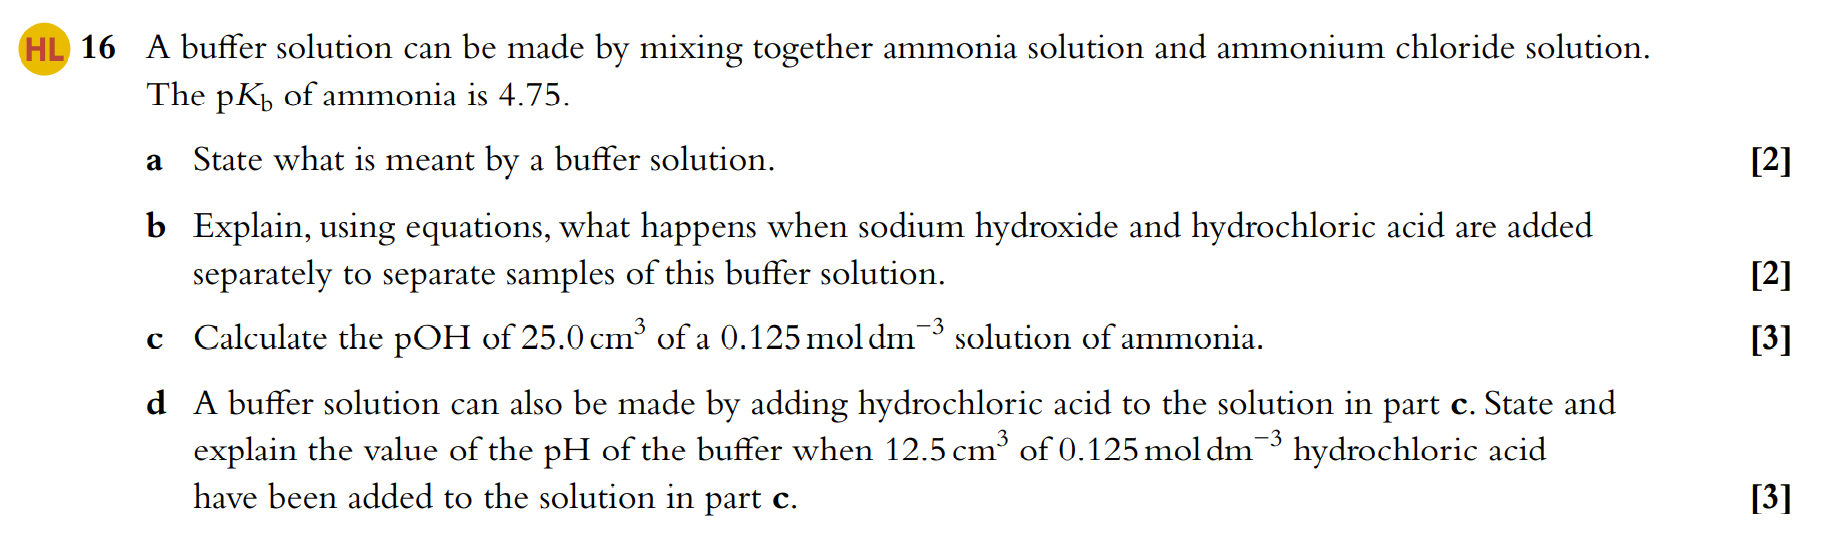 HL 16 A buffer solution can be made by mixing together ammonia solution and ammonium chloride solution.
The pK_b of ammonia is 4.75.
a State what is meant by a buffer solution. [2]
b Explain, using equations, what happens when sodium hydroxide and hydrochloric acid are added
separately to separate samples of this buffer solution. [2]
c Calculate the pOH of 25.0 cm³ of a 0.125 mol dm⁻³ solution of ammonia. [3]
d A buffer solution can also be made by adding hydrochloric acid to the solution in part c. State and
explain the value of the pH of the buffer when 12.5 cm³ of 0.125 mol dm⁻³ hydrochloric acid
have been added to the solution in part c. [3]